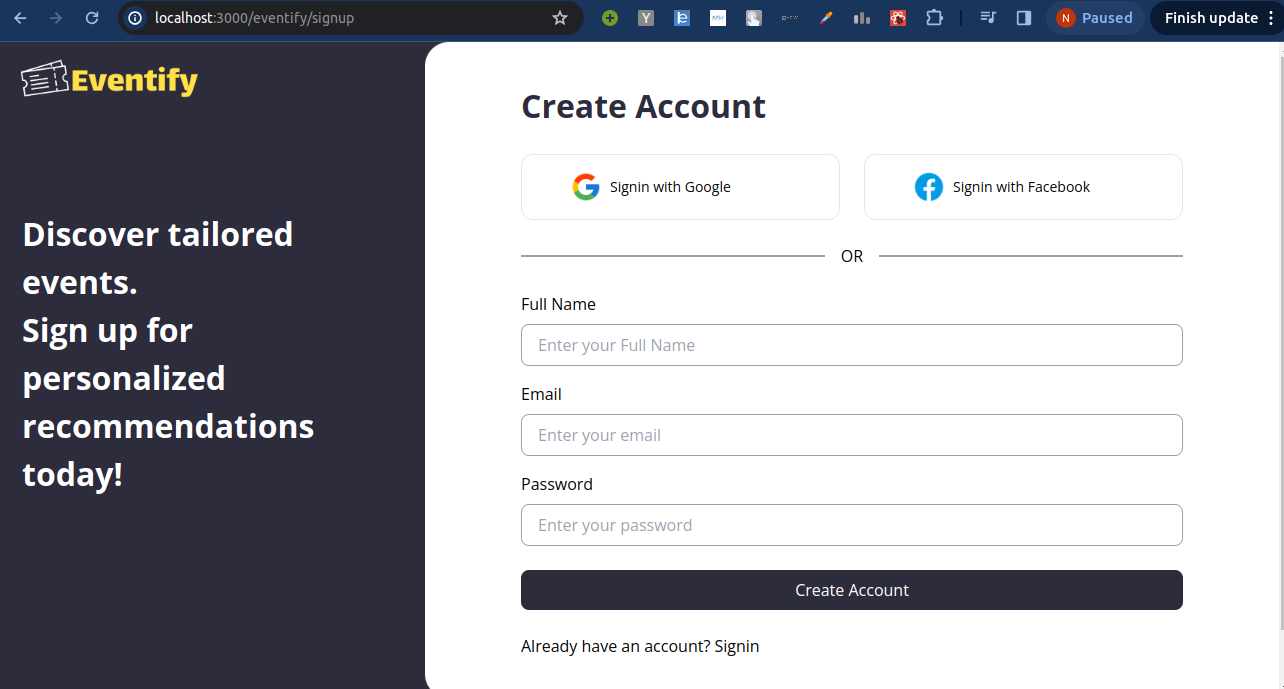 localhost:3000/eventify/signup
N Paused
Finish update
Eventify
Discover tailored
events.
Sign up for
personalized
recommendations
today!
Create Account
Signin with Google
Signin with Facebook
OR
Full Name
Enter your Full Name
Email
Enter your email
Password
Enter your password
Create Account
Already have an account? Signin